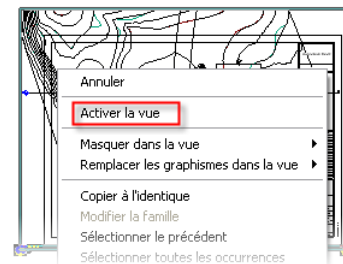 Annuler
Activer la vue
Masquer dans la vue
Remplacer les graphismes dans la vue
Copier à l'identique
Modifier la famille
Sélectionner le précédent
Sélectionner toutes les occurrences